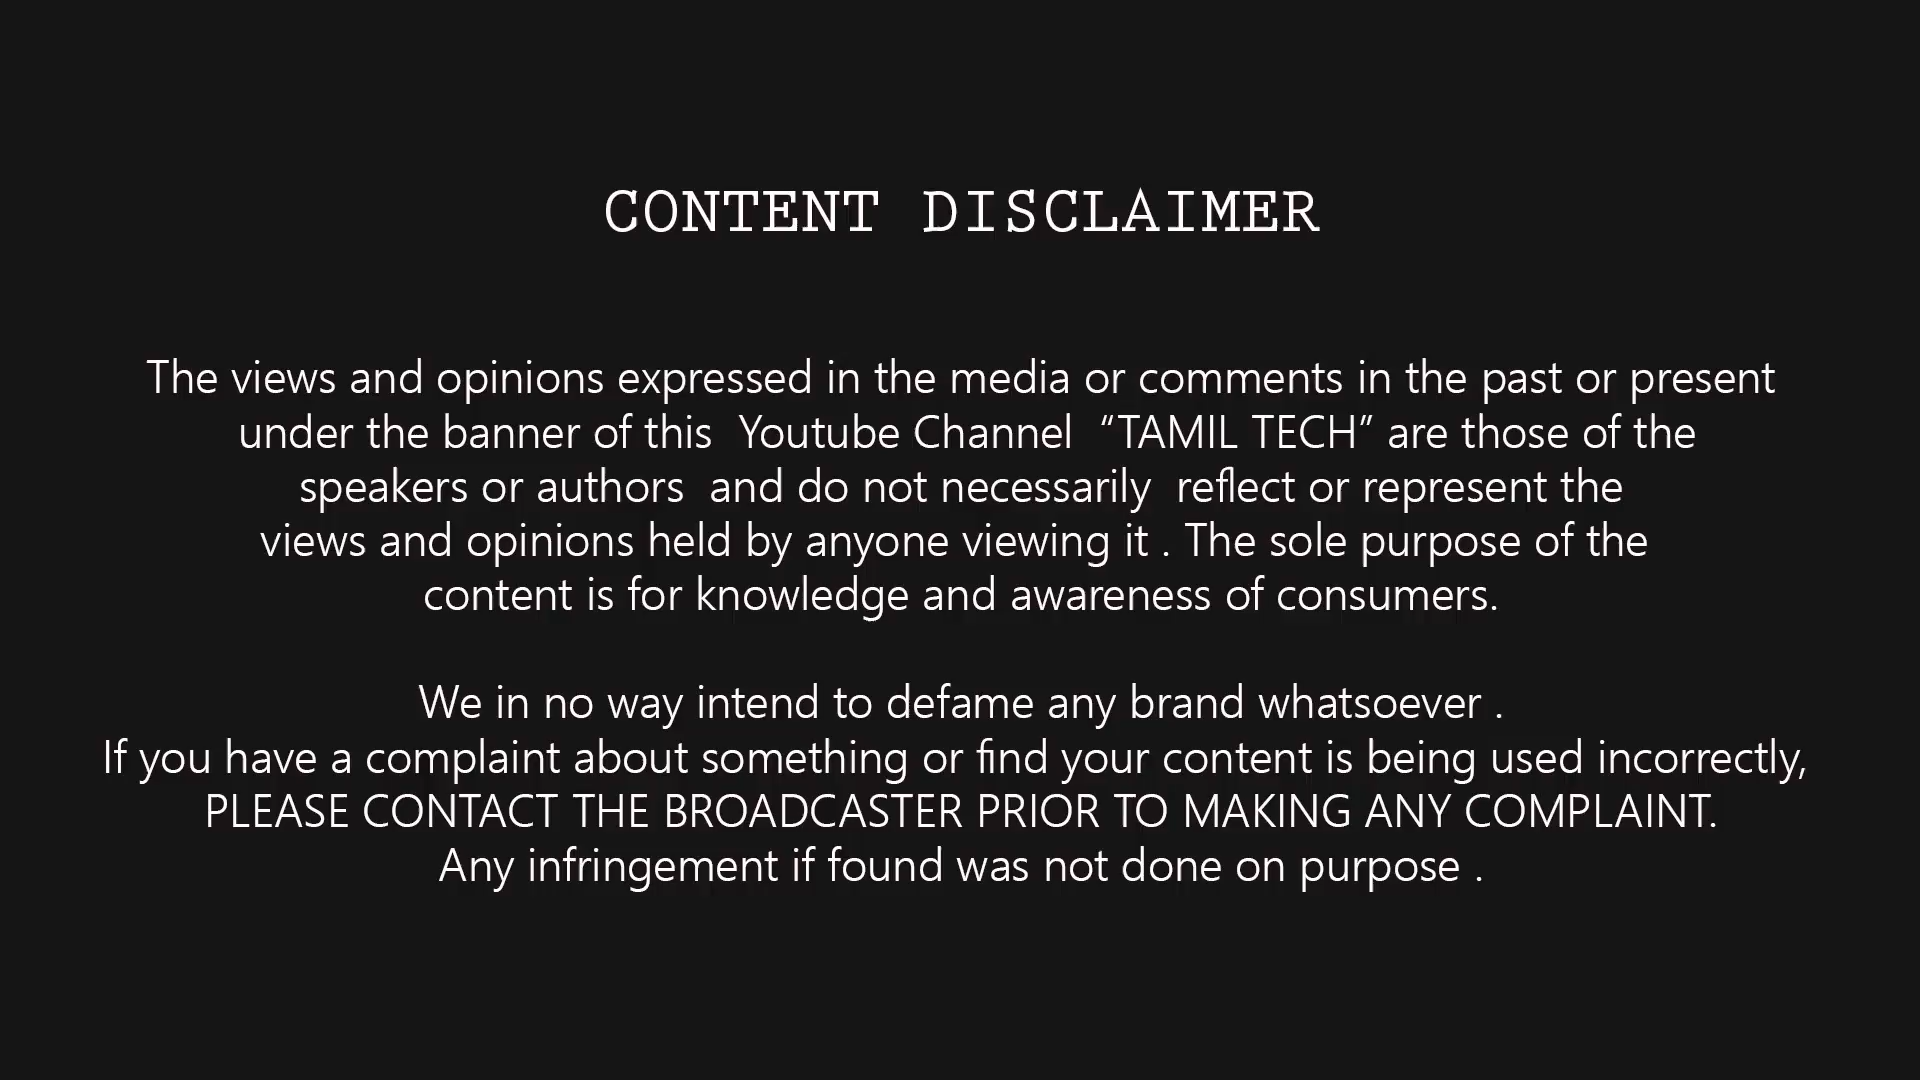 CONTENT DISCLAIMER
The views and opinions expressed in the media or comments in the past or present
under the banner of this  Youtube Channel  “TAMIL TECH” are those of the
speakers or authors  and do not necessarily  reflect or represent the
views and opinions held by anyone viewing it . The sole purpose of the
content is for knowledge and awareness of consumers.
We in no way intend to defame any brand whatsoever .
If you have a complaint about something or find your content is being used incorrectly,
PLEASE CONTACT THE BROADCASTER PRIOR TO MAKING ANY COMPLAINT.
Any infringement if found was not done on purpose .